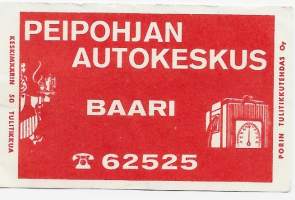 PEIPOHJAN
AUTOKESKUS
BAARI
☎ 62525
KESKIMÄÄRIN 50 TULITIKKUA
PORIN TULITIKKUTEHDAS Oy